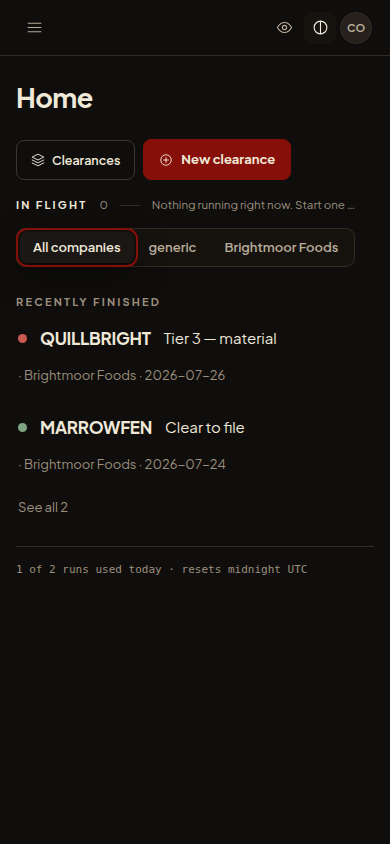 CO
Home
Clearances
New clearance
IN FLIGHT 0 Nothing running right now. Start one ...
All companies generic Brightmoor Foods
RECENTLY FINISHED
QUILLBRIGHT Tier 3 — material
· Brightmoor Foods · 2026-07-26
MARROWFEN Clear to file
· Brightmoor Foods · 2026-07-24
See all 2
1 of 2 runs used today · resets midnight UTC